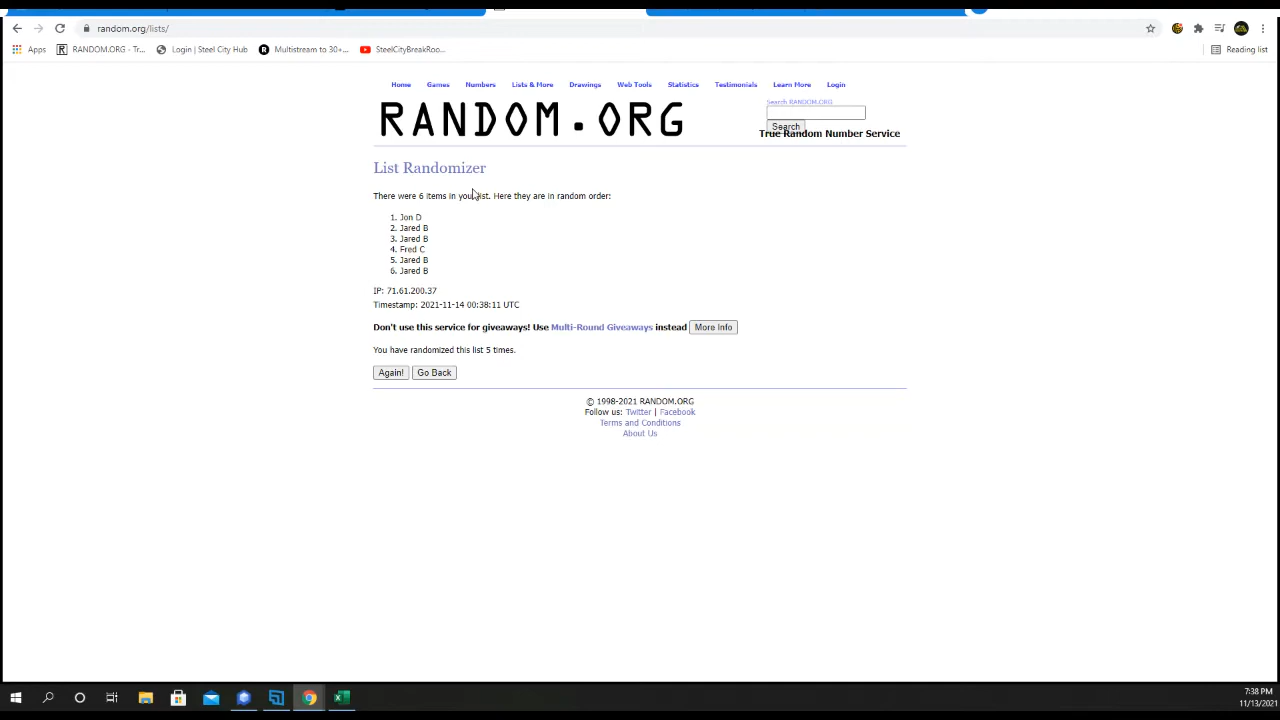 random.org/lists/
Apps RANDOM.ORG - Tr... Login | Steel City Hub Multistream to 30+... SteelCityBreakRoo... Reading list
Home Games Numbers Lists & More Drawings Web Tools Statistics Testimonials Learn More Login
Search RANDOM.ORG
RANDOM.ORG
Search
True Random Number Service
List Randomizer
There were 6 items in your list. Here they are in random order:
1. Jon D
2. Jared B
3. Jared B
4. Fred C
5. Jared B
6. Jared B
IP: 71.61.200.37
Timestamp: 2021-11-14 00:38:11 UTC
Don't use this service for giveaways! Use Multi-Round Giveaways instead More Info
You have randomized this list 5 times.
Again! Go Back
© 1998-2021 RANDOM.ORG
Follow us: Twitter | Facebook
Terms and Conditions
About Us
7:38 PM
11/13/2021